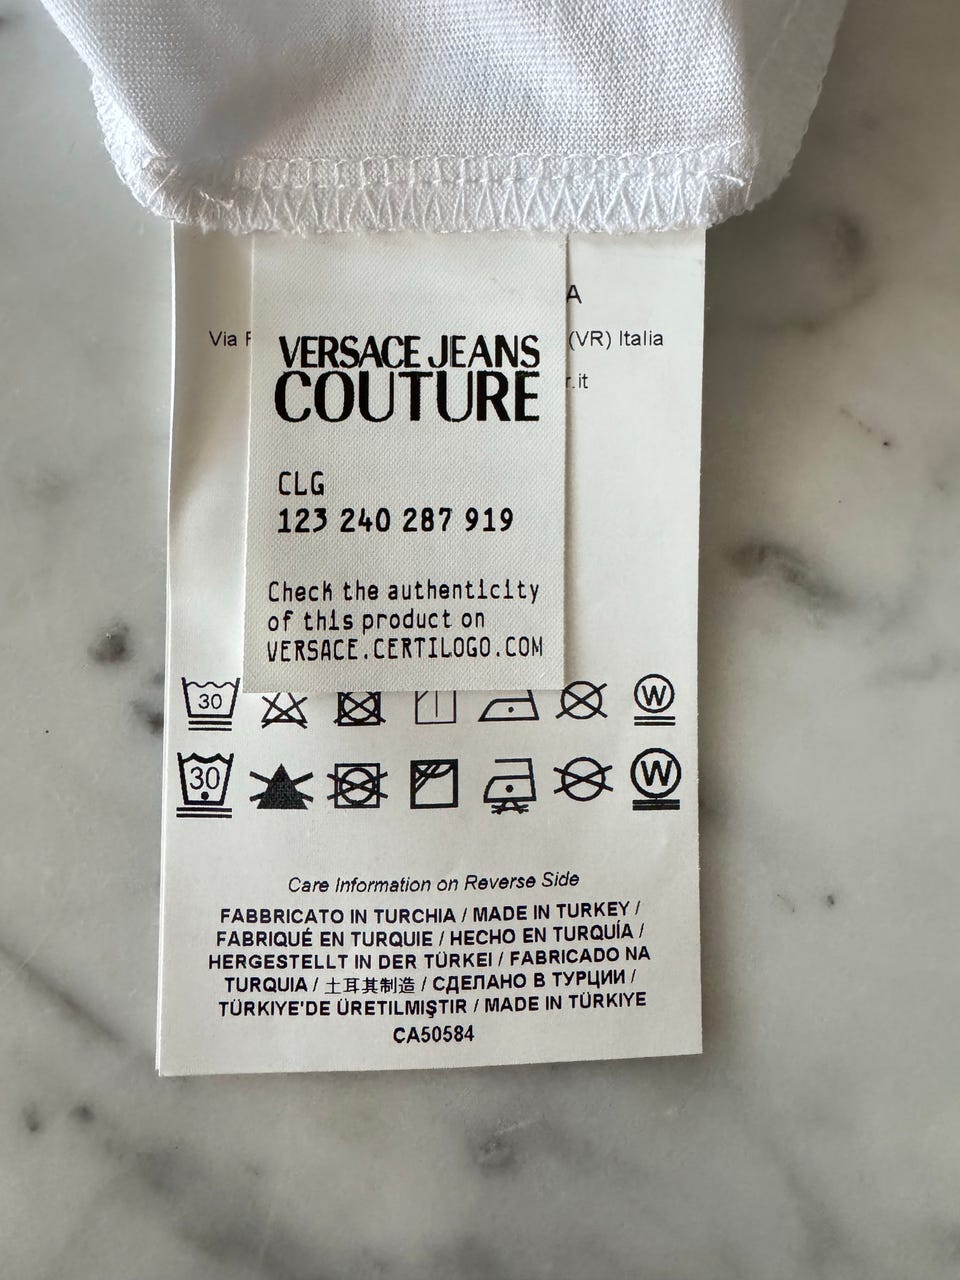 A
Via
(VR) Italia
.it
VERSACE JEANS
COUTURE
CLG
123 240 287 919
Check the authenticity
of this product on
VERSACE.CERTILOGO.COM
30
W
30
W
Care Information on Reverse Side
FABBRICATO IN TURCHIA / MADE IN TURKEY /
FABRIQUÉ EN TURQUIE / HECHO EN TURQUÍA /
HERGESTELLT IN DER TÜRKEI / FABRICADO NA
TURQUIA / 土耳其制造 / СДЕЛАНО В ТУРЦИИ /
TÜRKIYE'DE ÜRETILMIŞTIR / MADE IN TÜRKIYE
CA50584